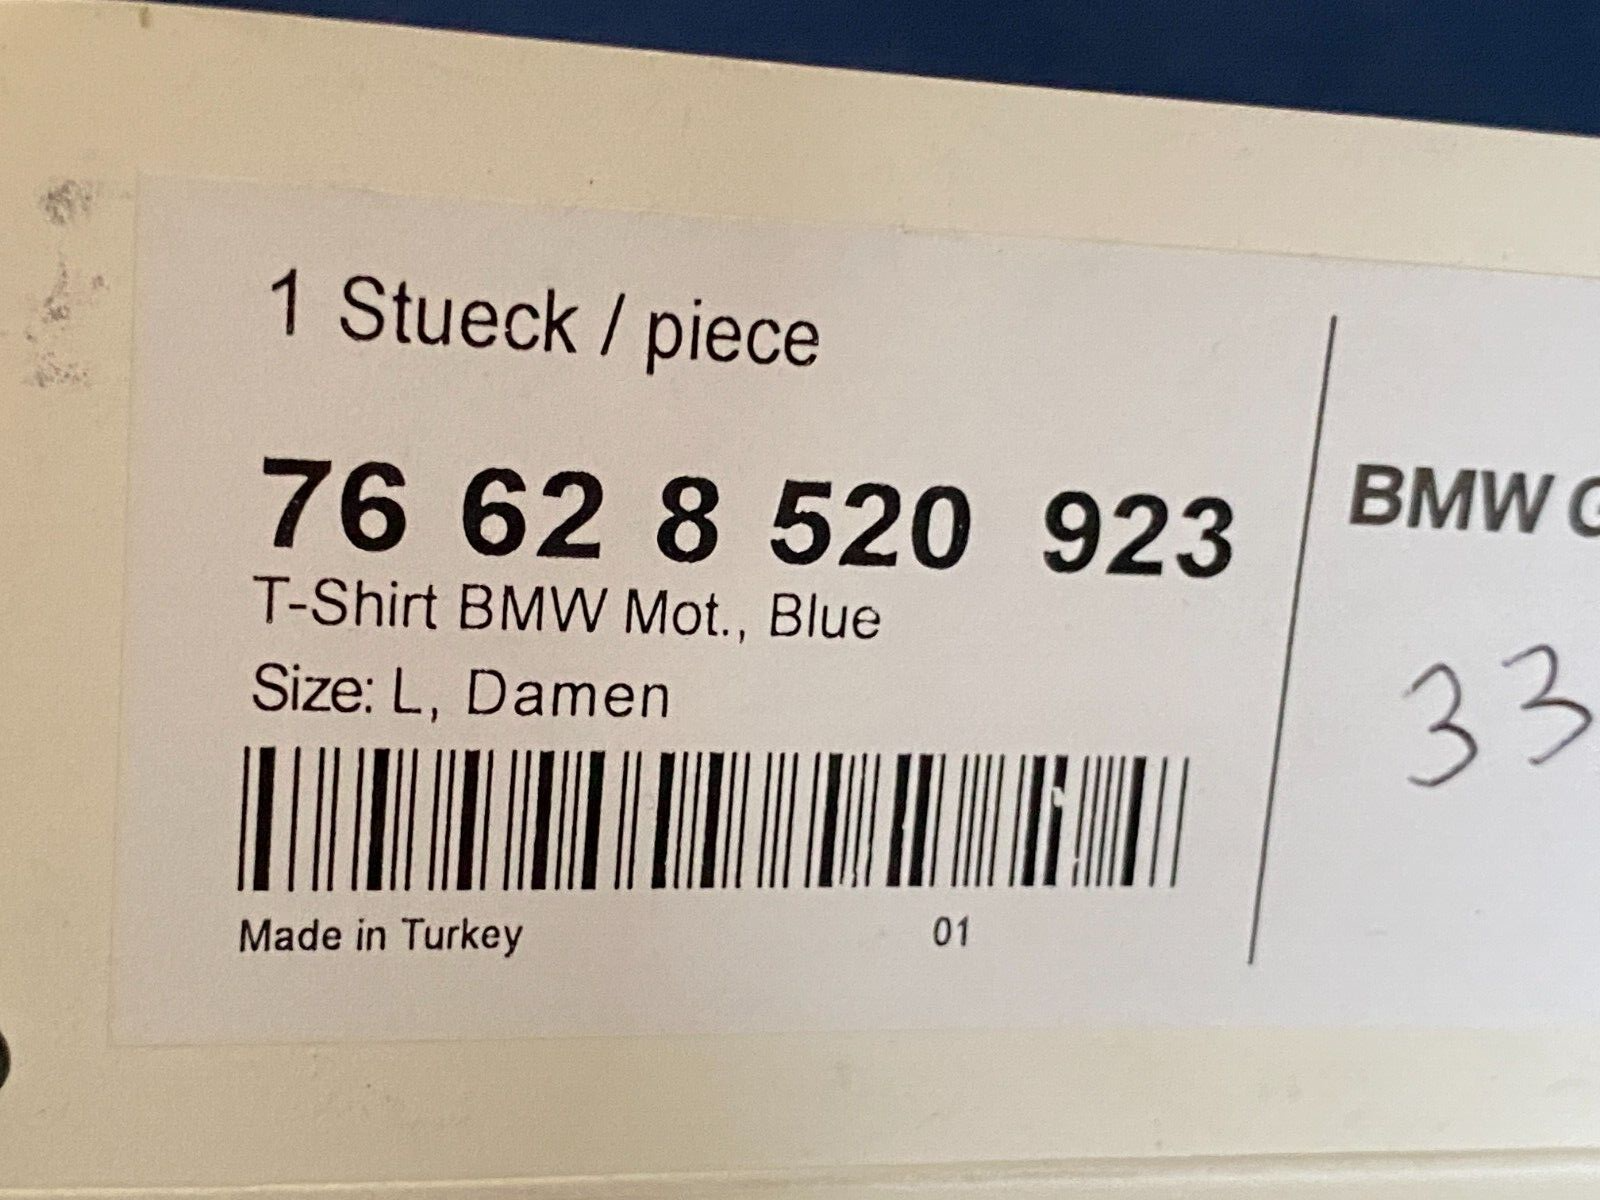 1 Stueck / piece
76 62 8 520 923
T-Shirt BMW Mot., Blue
Size: L, Damen
Made in Turkey
01
BMW
33